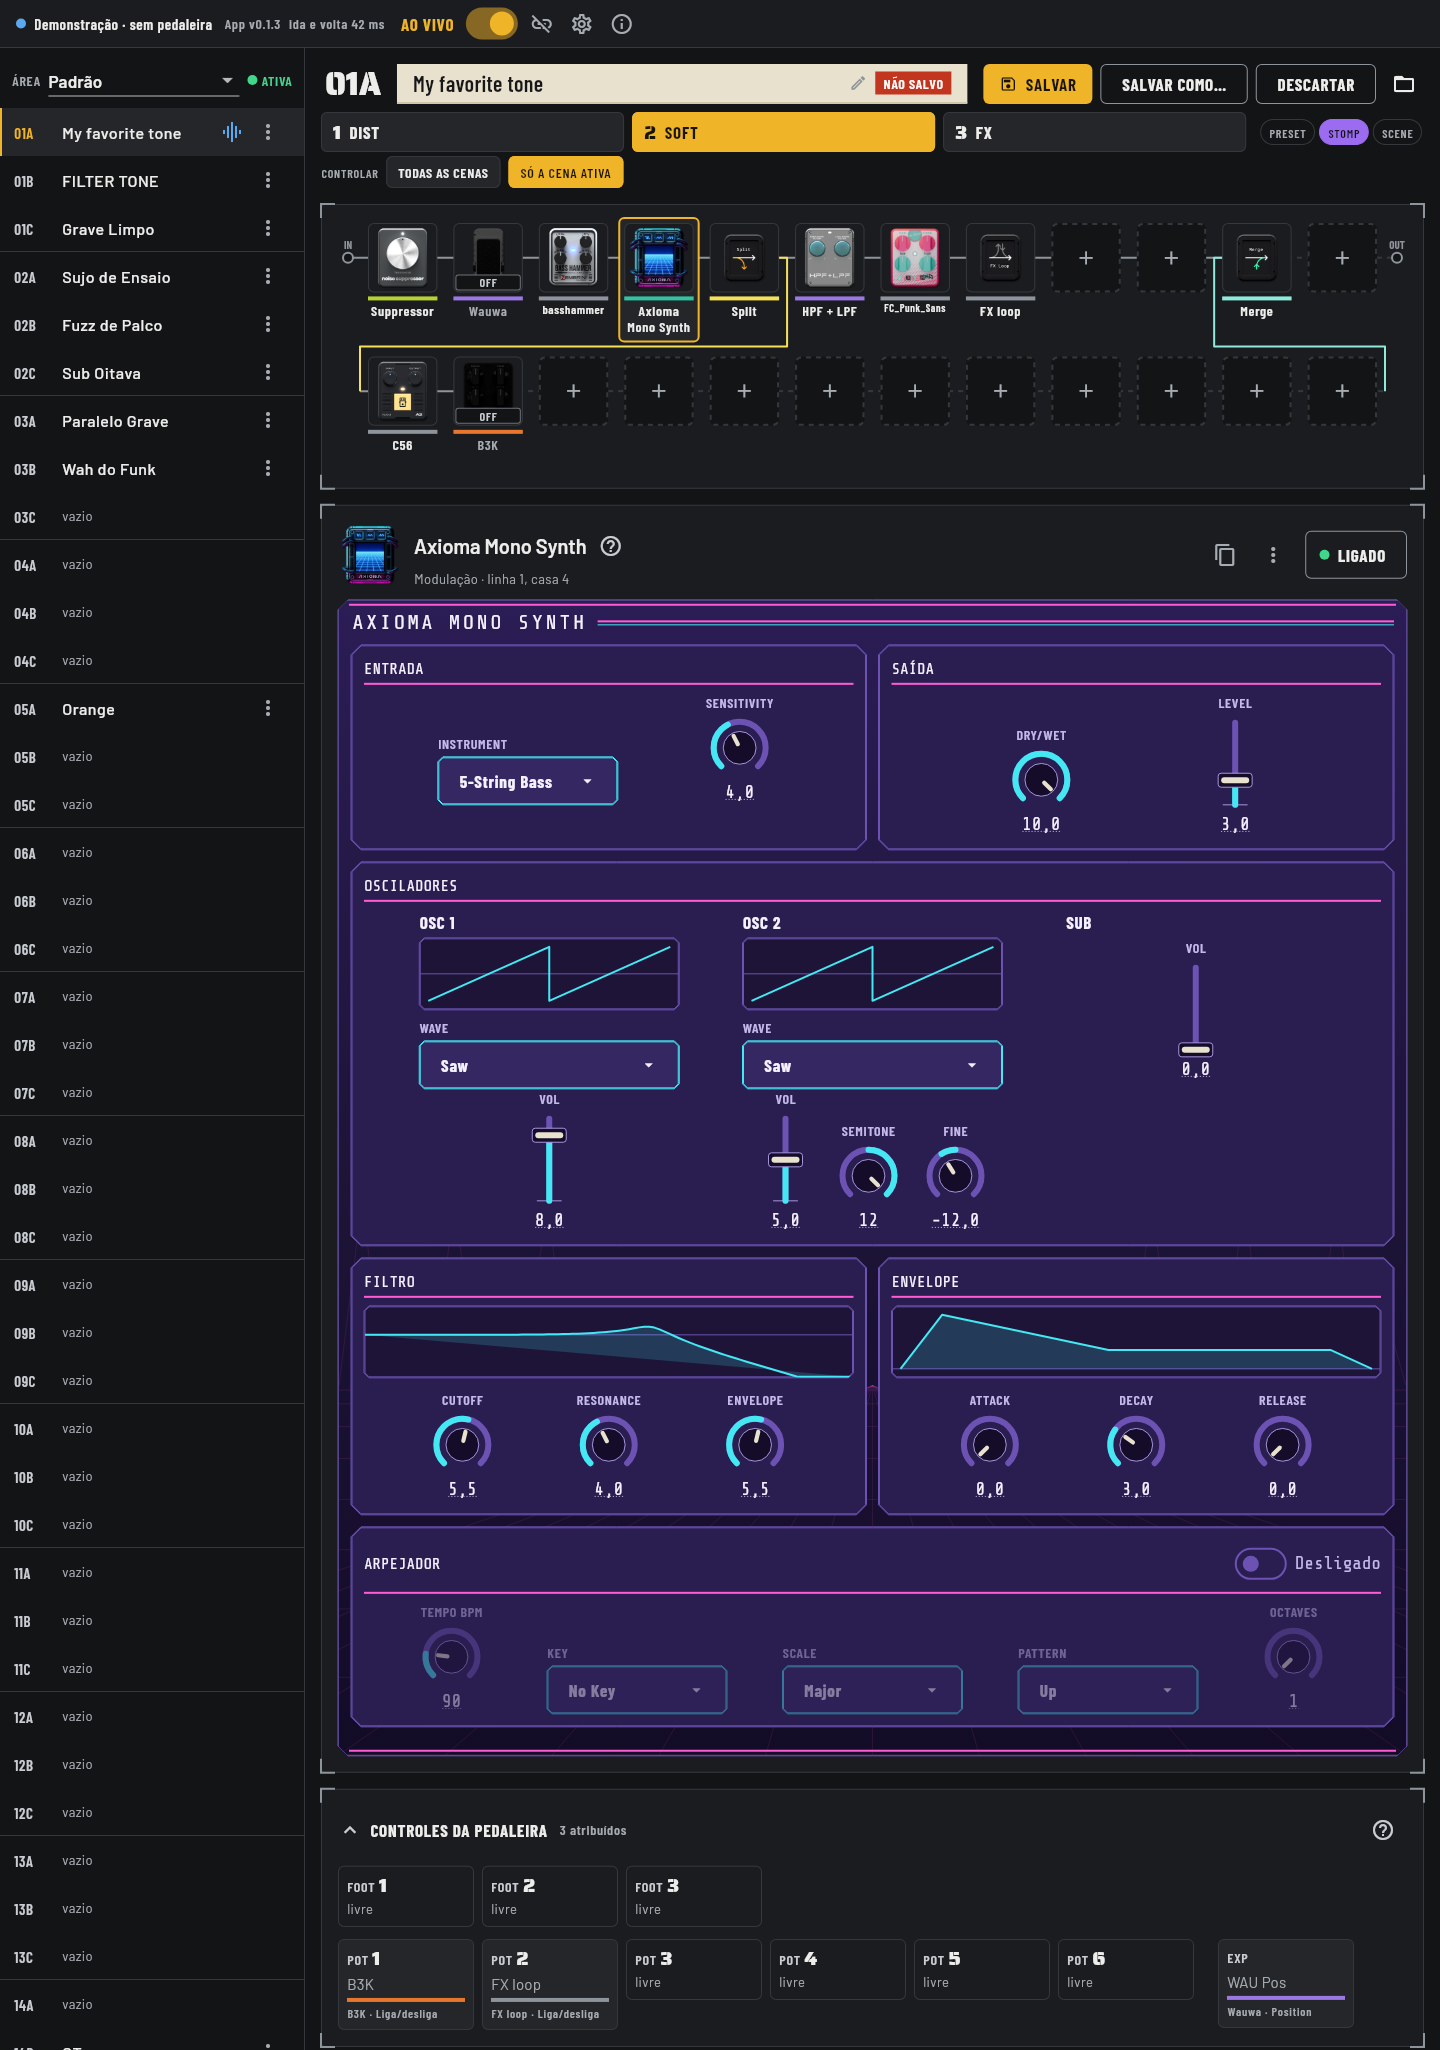 Demonstração · sem pedaleira App v0.1.3 Ida e volta 42 ms AO VIVO
ÁREA Padrão ATIVA
01A My favorite tone NÃO SALVO SALVAR SALVAR COMO... DESCARTAR
1 DIST 2 SOFT 3 FX PRESET STOMP SCENE
CONTROLAR TODAS AS CENAS SÓ A CENA ATIVA
01A My favorite tone
01B FILTER TONE
01C Grave Limpo
02A Sujo de Ensaio
02B Fuzz de Palco
02C Sub Oitava
03A Paralelo Grave
03B Wah do Funk
03C vazio
04A vazio
04B vazio
04C vazio
05A Orange
05B vazio
05C vazio
06A vazio
06B vazio
06C vazio
07A vazio
07B vazio
07C vazio
08A vazio
08B vazio
08C vazio
09A vazio
09B vazio
09C vazio
10A vazio
10B vazio
10C vazio
11A vazio
11B vazio
11C vazio
12A vazio
12B vazio
12C vazio
13A vazio
13B vazio
13C vazio
14A vazio
IN OUT
OFF Split FX Loop Merge
Suppressor Wauwa basshammer Axioma Mono Synth Split HPF + LPF FC_Punk_Sans FX loop Merge
OFF
C56 B3K
Axioma Mono Synth
Modulação · linha 1, casa 4
LIGADO
AXIOMA MONO SYNTH
ENTRADA
INSTRUMENT
5-String Bass
SENSITIVITY
4,0
SAÍDA
DRY/WET
10,0
LEVEL
3,0
OSCILADORES
OSC 1 OSC 2 SUB
WAVE WAVE VOL
Saw Saw 0,0
VOL VOL SEMITONE FINE
8,0 5,0 12 -12,0
FILTRO
CUTOFF RESONANCE ENVELOPE
5,5 4,0 5,5
ENVELOPE
ATTACK DECAY RELEASE
0,0 3,0 0,0
ARPEJADOR Desligado
TEMPO BPM KEY SCALE PATTERN OCTAVES
90 No Key Major Up 1
CONTROLES DA PEDALEIRA 3 atribuídos
FOOT 1 FOOT 2 FOOT 3
livre livre livre
POT 1 POT 2 POT 3 POT 4 POT 5 POT 6 EXP
B3K FX loop livre livre livre livre WAU Pos
B3K · Liga/desliga FX loop · Liga/desliga Wauwa · Position